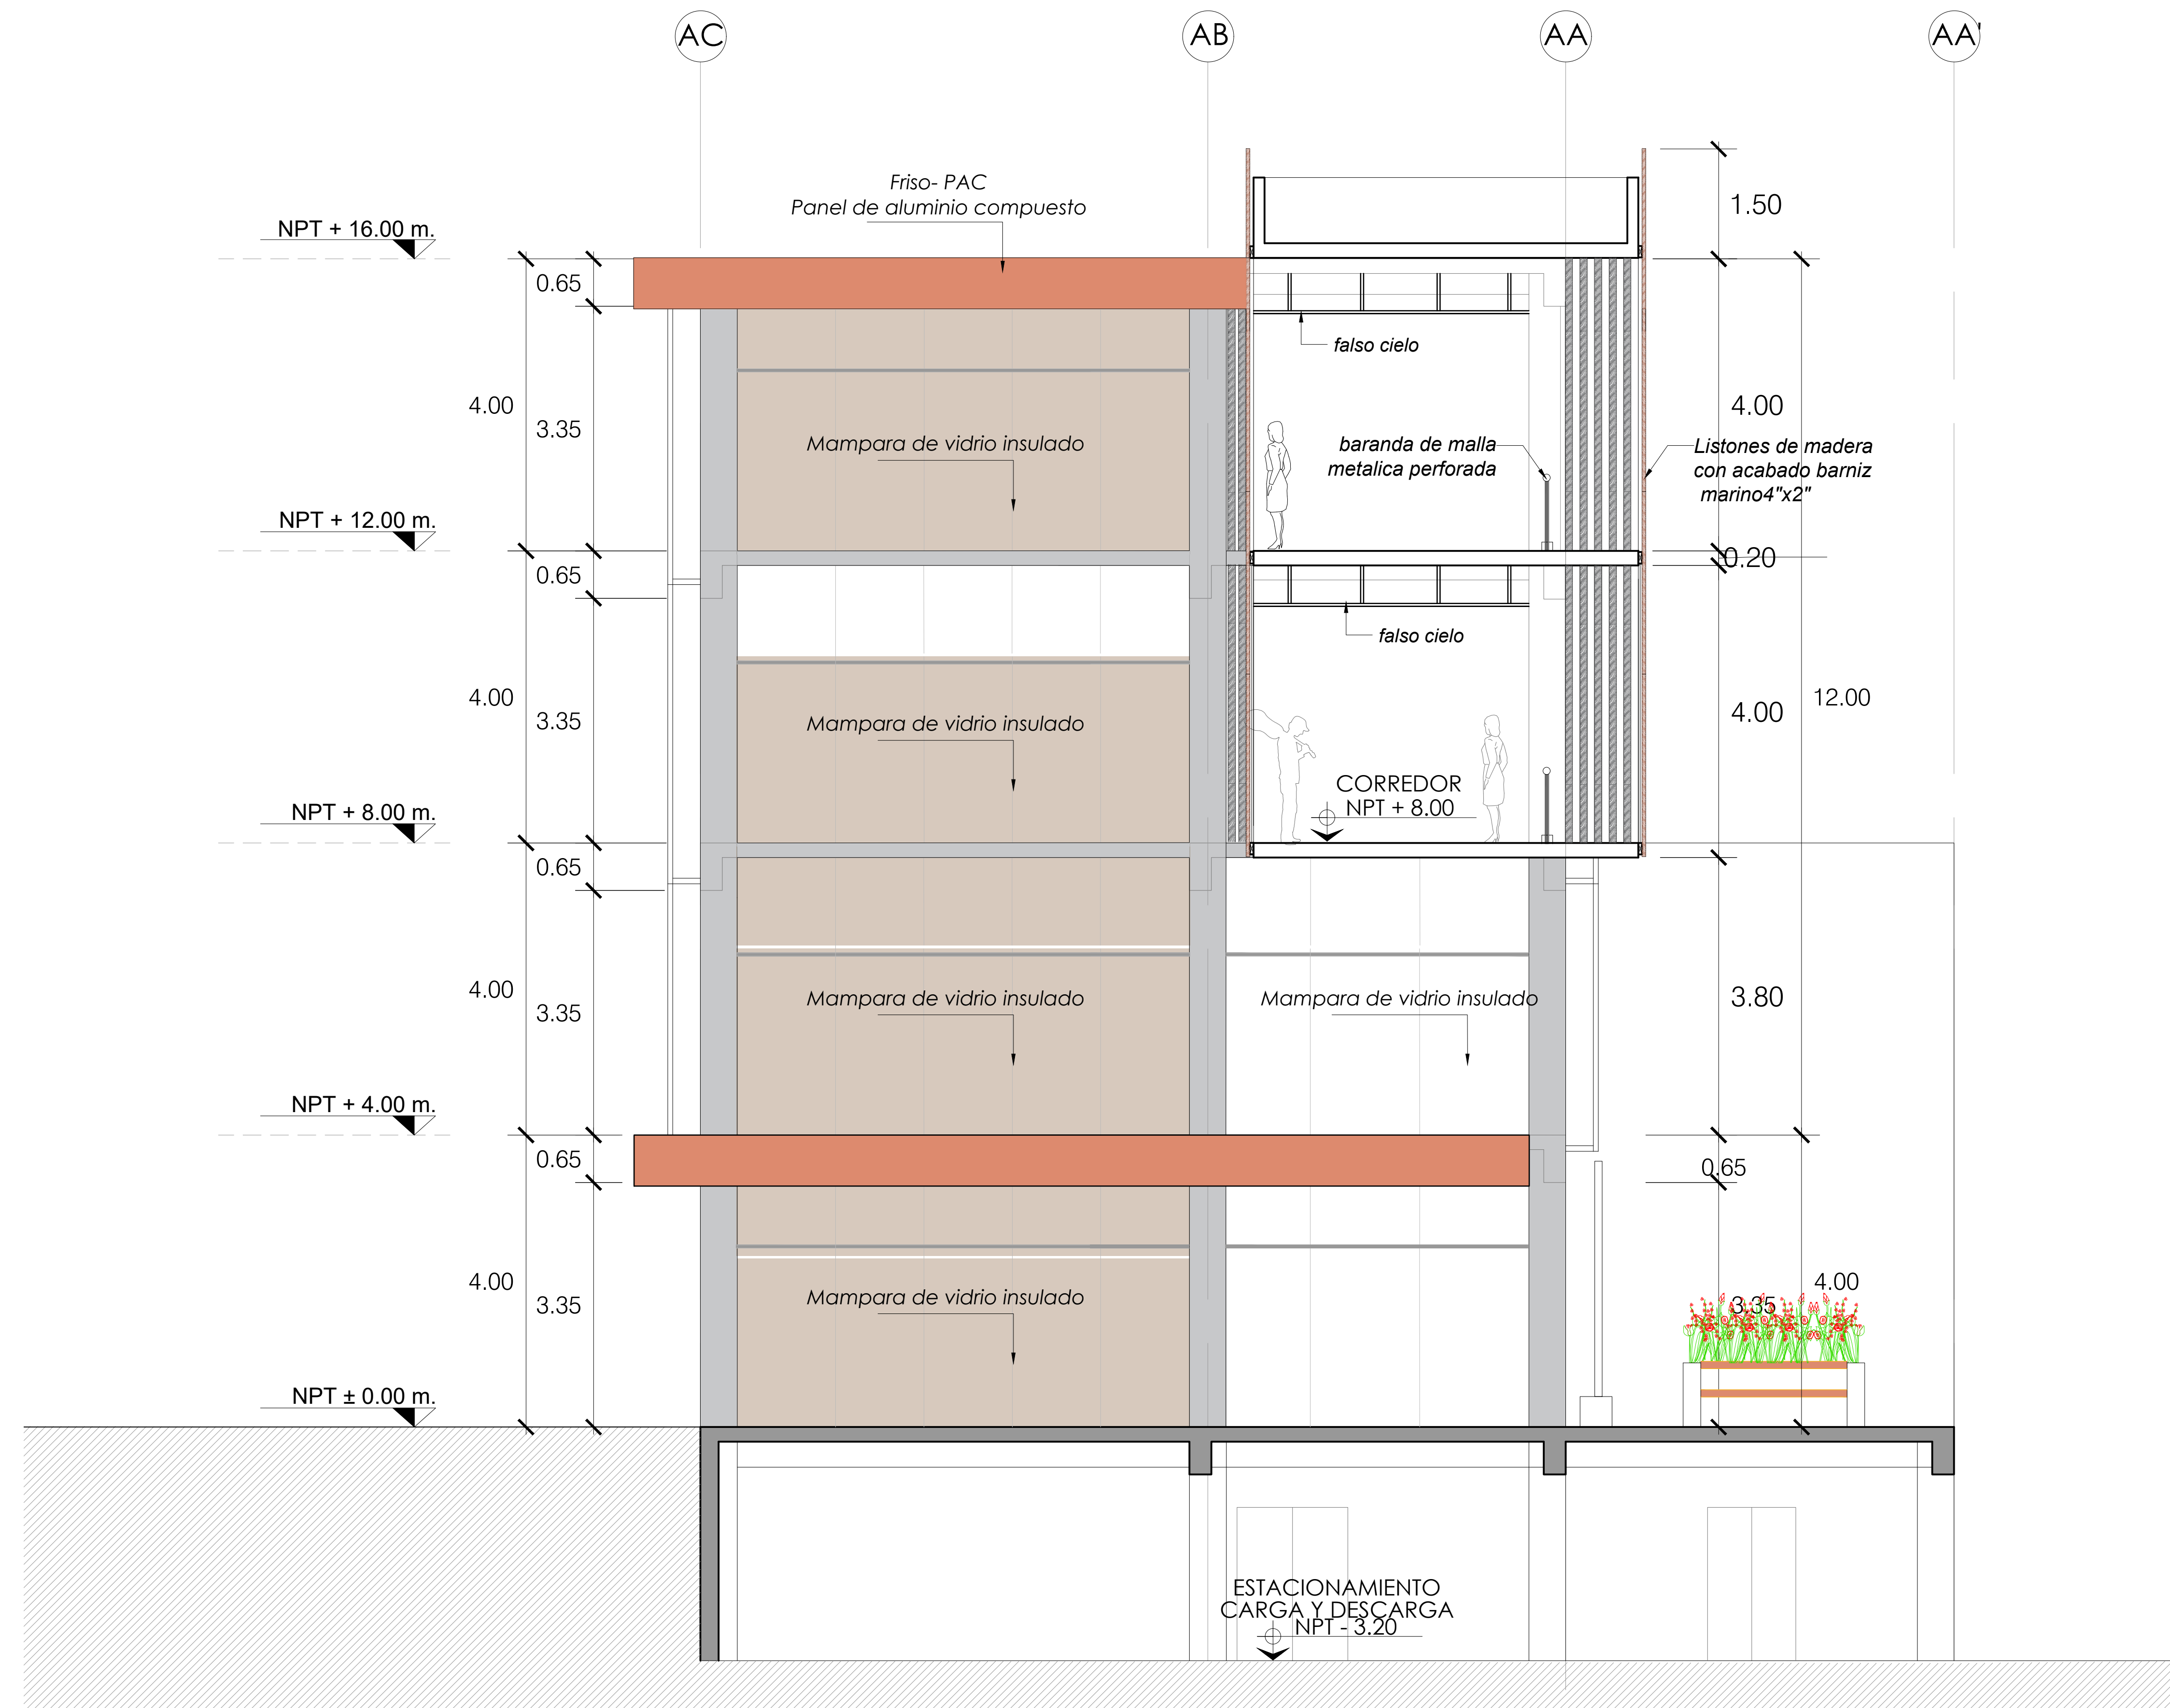 AC
AB
AA
AA'
Friso- PAC
Panel de aluminio compuesto
1.50
NPT + 16.00 m.
0.65
falso cielo
4.00
3.35
4.00
Mampara de vidrio insulado
baranda de malla
metalica perforada
Listones de madera
con acabado barniz
marino4"x2"
NPT + 12.00 m.
0.20
0.65
falso cielo
4.00
3.35
Mampara de vidrio insulado
4.00
12.00
CORREDOR
NPT + 8.00
NPT + 8.00 m.
0.65
4.00
3.35
Mampara de vidrio insulado
Mampara de vidrio insulado
3.80
NPT + 4.00 m.
0.65
0.65
4.00
3.35
Mampara de vidrio insulado
4.00
3.35
NPT ± 0.00 m.
ESTACIONAMIENTO
CARGA Y DESCARGA
NPT - 3.20